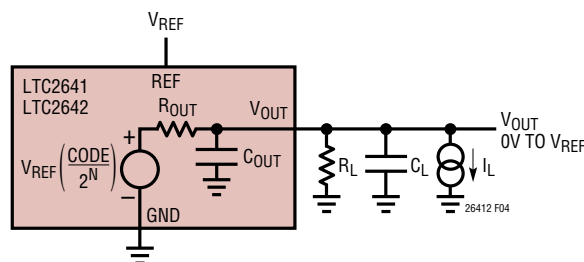 VREF
LTC2641
LTC2642
REF
ROUT
VOUT
+
VREF(CODE/2^N)
COUT
−
GND
RL
CL
IL
VOUT
0V TO VREF
26412 F04